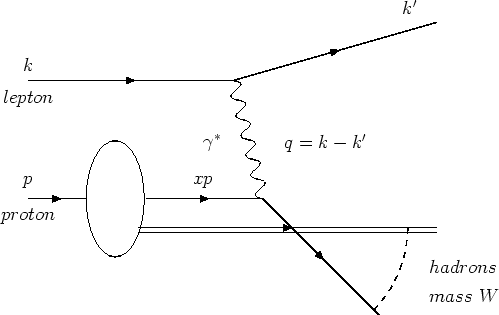 k'
k
lepton
γ*
q = k − k'
p
xp
proton
hadrons
mass W